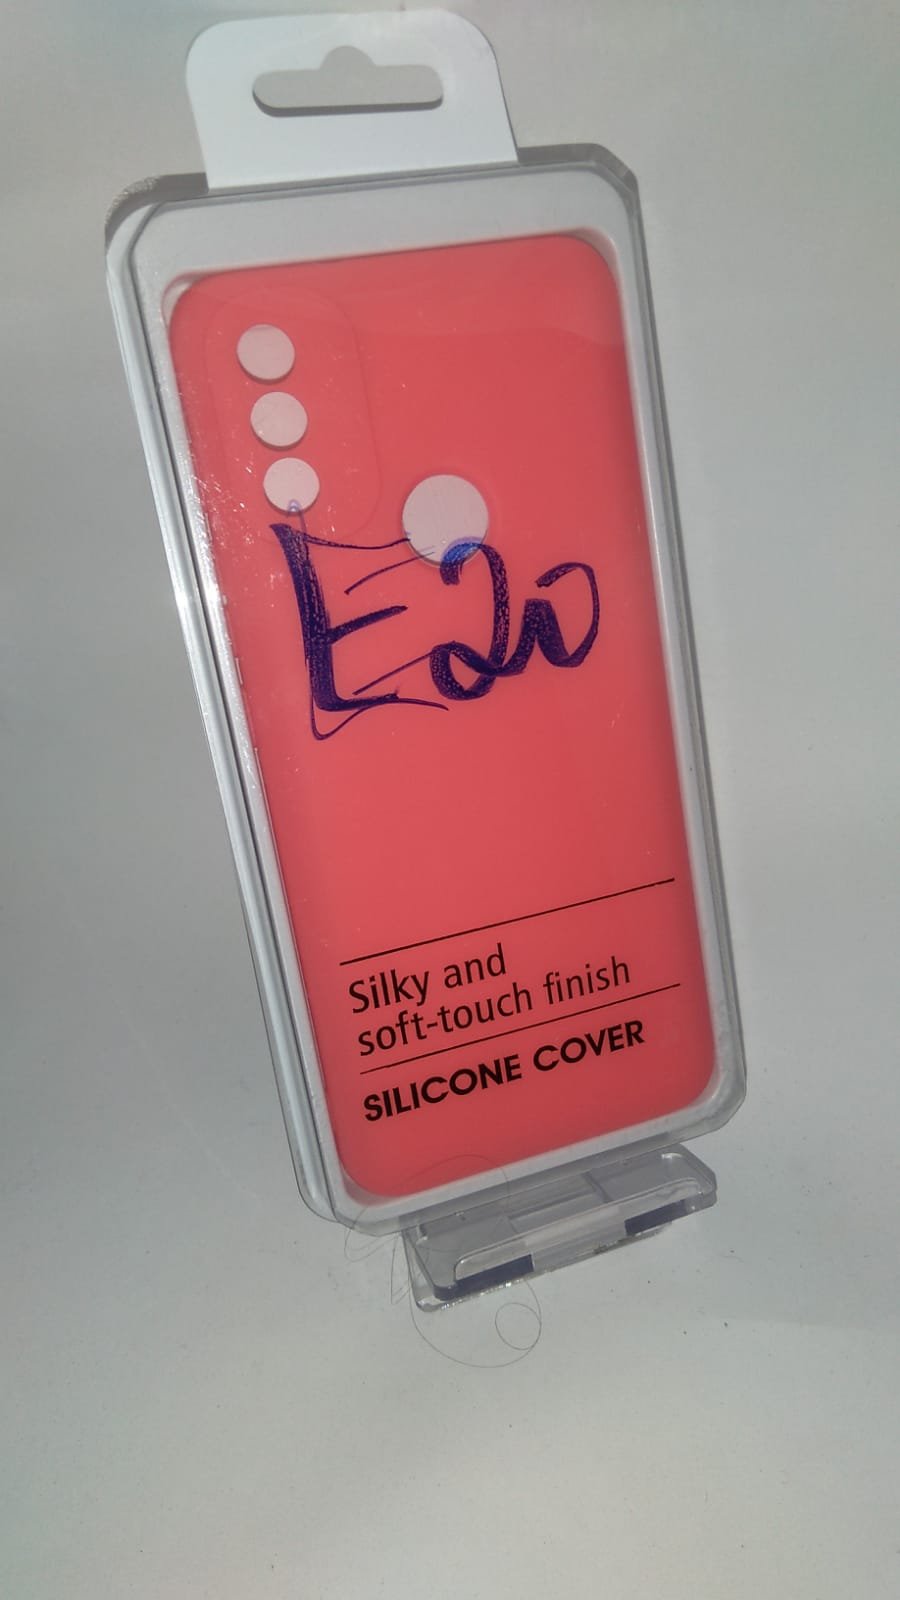 E20
Silky and
soft-touch finish
SILICONE COVER